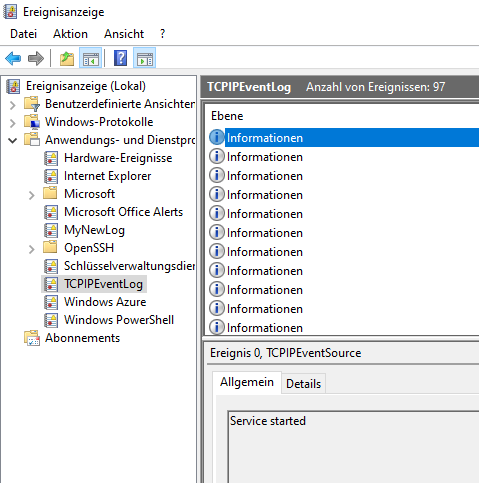 Ereignisanzeige
Datei Aktion Ansicht ?
Ereignisanzeige (Lokal)
Benutzerdefinierte Ansichten
Windows-Protokolle
Anwendungs- und Dienstpro
Hardware-Ereignisse
Internet Explorer
Microsoft
Microsoft Office Alerts
MyNewLog
OpenSSH
Schlüsselverwaltungsdien
TCPIPEventLog
Windows Azure
Windows PowerShell
Abonnements
TCPIPEventLog Anzahl von Ereignissen: 97
Ebene
Informationen
Informationen
Informationen
Informationen
Informationen
Informationen
Informationen
Informationen
Informationen
Informationen
Informationen
Ereignis 0, TCPIPEventSource
Allgemein Details
Service started